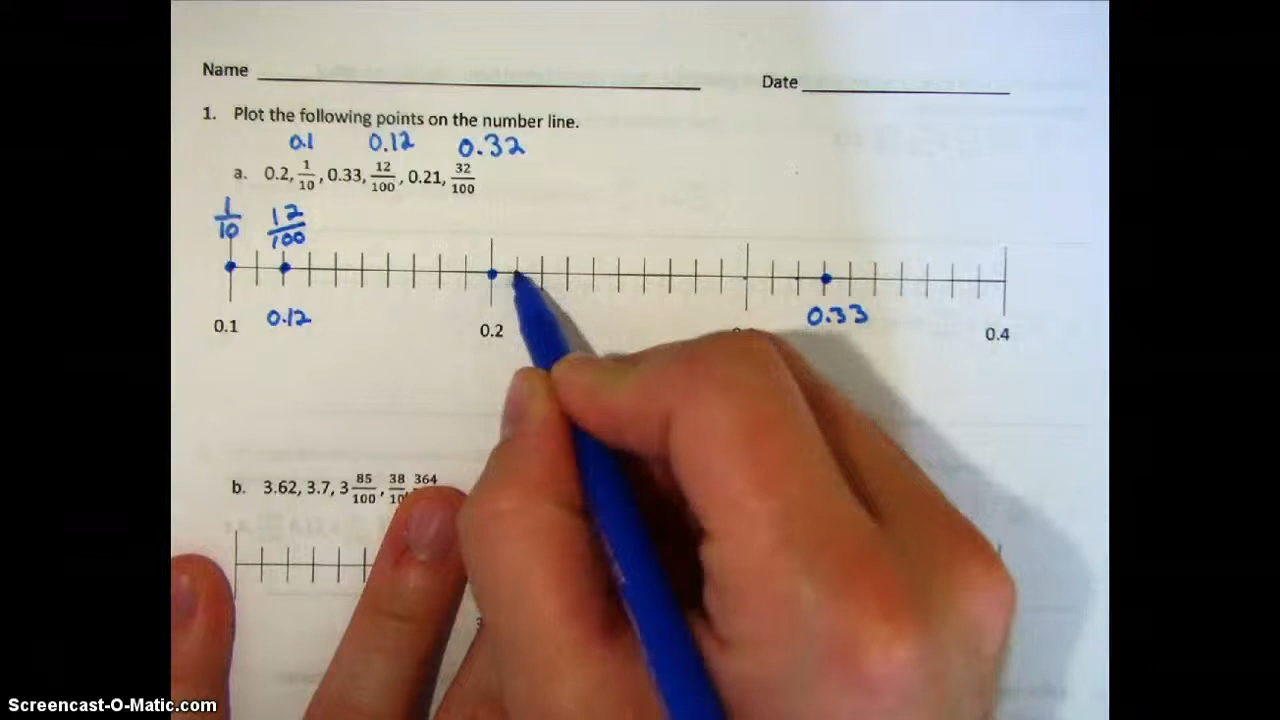 Name Date
1. Plot the following points on the number line.
0.1 0.12 0.32
a. 0.2, 1/10, 0.33, 12/100, 0.21, 32/100
1/10 12/100
0.12 0.33
0.1 0.2 0.4
b. 3.62, 3.7, 3 85/100, 38/10, 364
Screencast-O-Matic.com